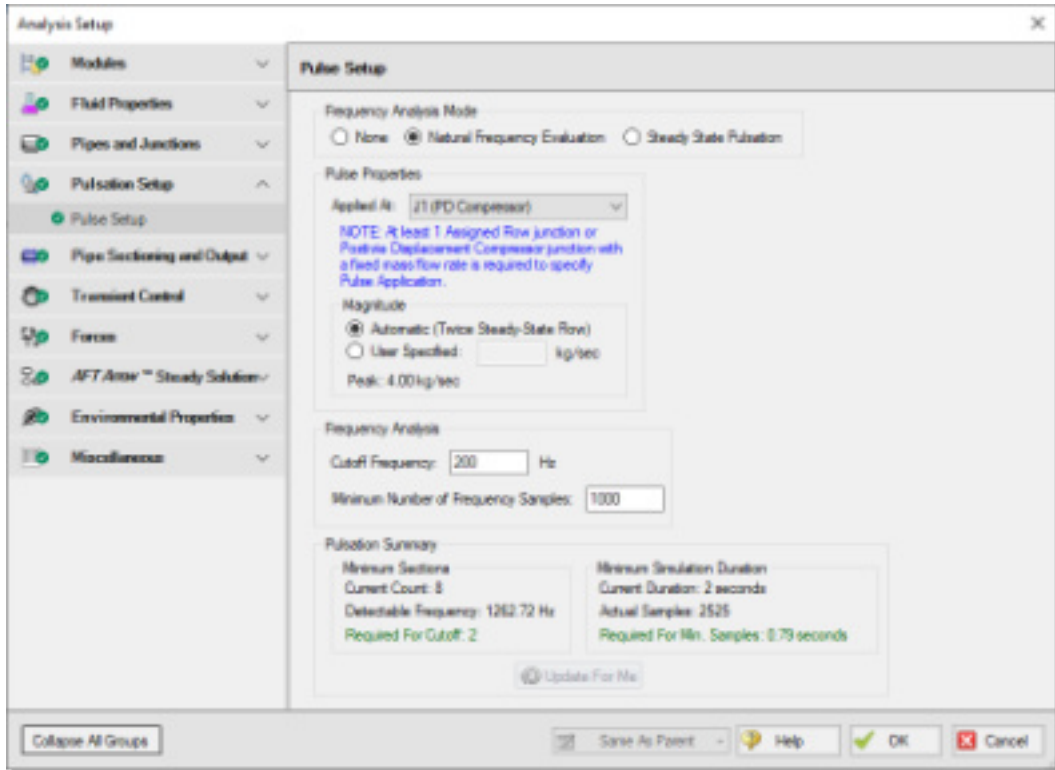 Analysis Setup
Modules
Fluid Properties
Pipes and Junctions
Pulsation Setup
Pulse Setup
Pipe Sectioning and Output
Transient Control
Forces
AFT Arrow ™ Steady Solution
Environmental Properties
Miscellaneous
Collapse All Groups
Pulse Setup
Frequency Analysis Mode
None Natural Frequency Evaluation Steady State Pulsation
Pulse Properties
Applied At: J1 (PD Compressor)
NOTE: At least 1 Assigned Flow junction or
Positive Displacement Compressor junction with
a fixed mass flow rate is required to specify
Pulse Application.
Magnitude
Automatic (Twice Steady-State Flow)
User Specified: kg/sec
Peak: 4.00 kg/sec
Frequency Analysis
Cutoff Frequency: 200 Hz
Minimum Number of Frequency Samples: 1000
Pulsation Summary
Minimum Sections
Current Count: 8
Detectable Frequency: 1262.72 Hz
Required For Cutoff: 2
Minimum Simulation Duration
Current Duration: 2 seconds
Actual Samples: 2525
Required For Min. Samples: 0.79 seconds
Update For Me
Same As Parent Help OK Cancel